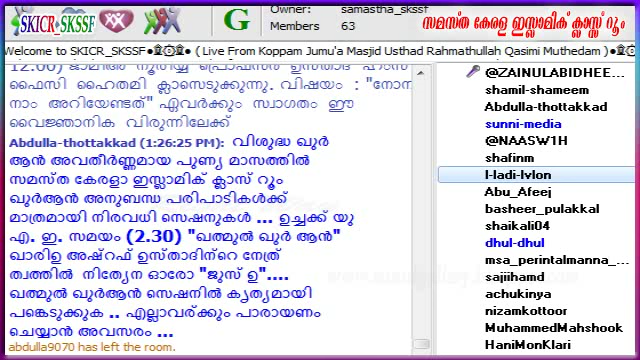 SKICR_SKSSF
G
Owner: samastha_skssf
Members 63
സമസ്ത കേരള ഇസ്ലാമിക് ക്ലാസ്സ് റൂം
Welcome to SKICR_SKSSF ( Live From Koppam Jumu'a Masjid Usthad Rahmathullah Qasimi Muthedam )
ഫൈസി ഹൈതമി ക്ലാസെടുക്കുന്നു. വിഷയം : "നോമ്പ്
നാം അറിയേണ്ടത്" ഏവർക്കും സ്വാഗതം ഈ
വൈജ്ഞാനിക വിരുന്നിലേക്ക്
Abdulla-thottakkad (1:26:25 PM): വിശുദ്ധ ഖുർ
ആൻ അവതീർണ്ണമായ പുണ്യ മാസത്തിൽ
സമസ്ത കേരളാ ഇസ്ലാമിക് ക്ലാസ് റൂം
ഖുർആൻ അനുബന്ധ പരിപാടികൾക്ക്
മാത്രമായി നിരവധി സെഷനുകൾ ... ഉച്ചക്ക് യു
എ. ഇ. സമയം (2.30) "ഖത്മുൽ ഖുർ ആൻ"
ഖാരിഉ അഷ്റഫ് ഉസ്താദിന്റെ നേതൃ
ത്വത്തിൽ നിത്യേന ഓരോ "ജുസ് ഉ"....
ഖത്മുൽ ഖുർആൻ സെഷനിൽ കൃത്യമായി
പങ്കെടുക്കുക .. എല്ലാവർക്കും പാരായണം
ചെയ്യാൻ അവസരം ...
abdulla9070 has left the room.
@ZAINULABIDHEE...
shamil-shameem
Abdulla-thottakkad
sunni-media
@NAASW1H
shafinm
I-ladi-Ivlon
Abu_Afeej
basheer_pulakkal
shaikali04
dhul-dhul
msa_perintalmanna_...
sajiihamd
achukinya
nizamkottoor
MuhammedMahshook
HaniMonKlari